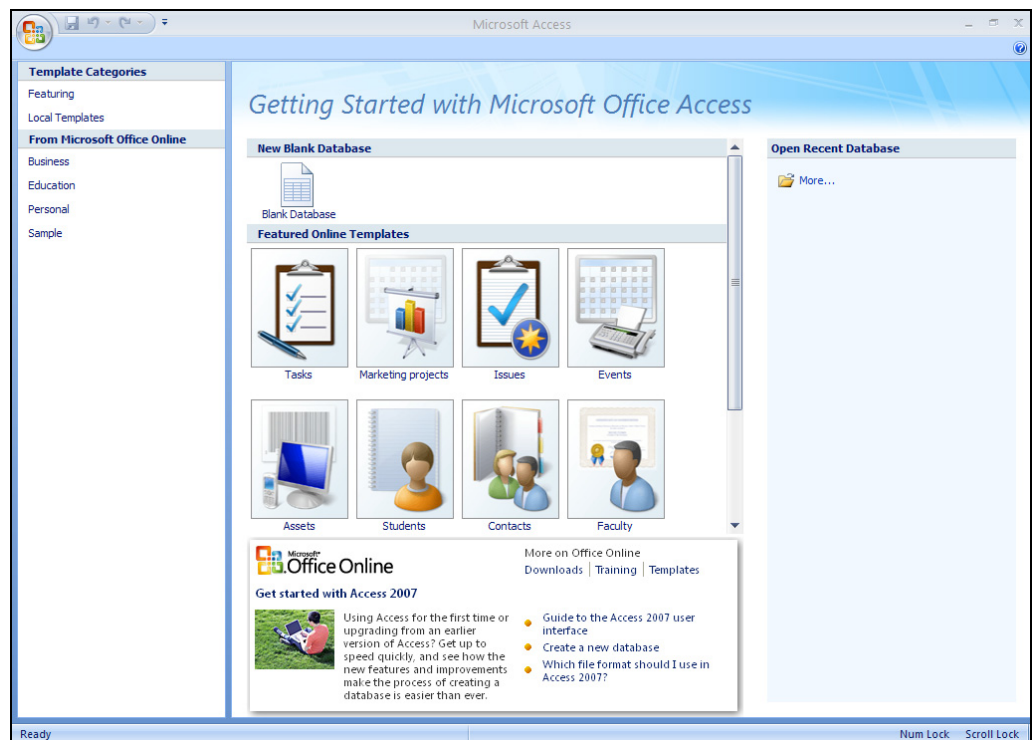 Microsoft Access
Template Categories
Featuring
Local Templates
From Microsoft Office Online
Business
Education
Personal
Sample
Getting Started with Microsoft Office Access
New Blank Database
Blank Database
Featured Online Templates
Tasks
Marketing projects
Issues
Events
Assets
Students
Contacts
Faculty
Open Recent Database
More...
Microsoft®
Office Online
More on Office Online
Downloads | Training | Templates
Get started with Access 2007
Using Access for the first time or
upgrading from an earlier
version of Access? Get up to
speed quickly, and see how the
new features and improvements
make the process of creating a
database is easier than ever.
Guide to the Access 2007 user
interface
Create a new database
Which file format should I use in
Access 2007?
Ready
Num Lock
Scroll Lock